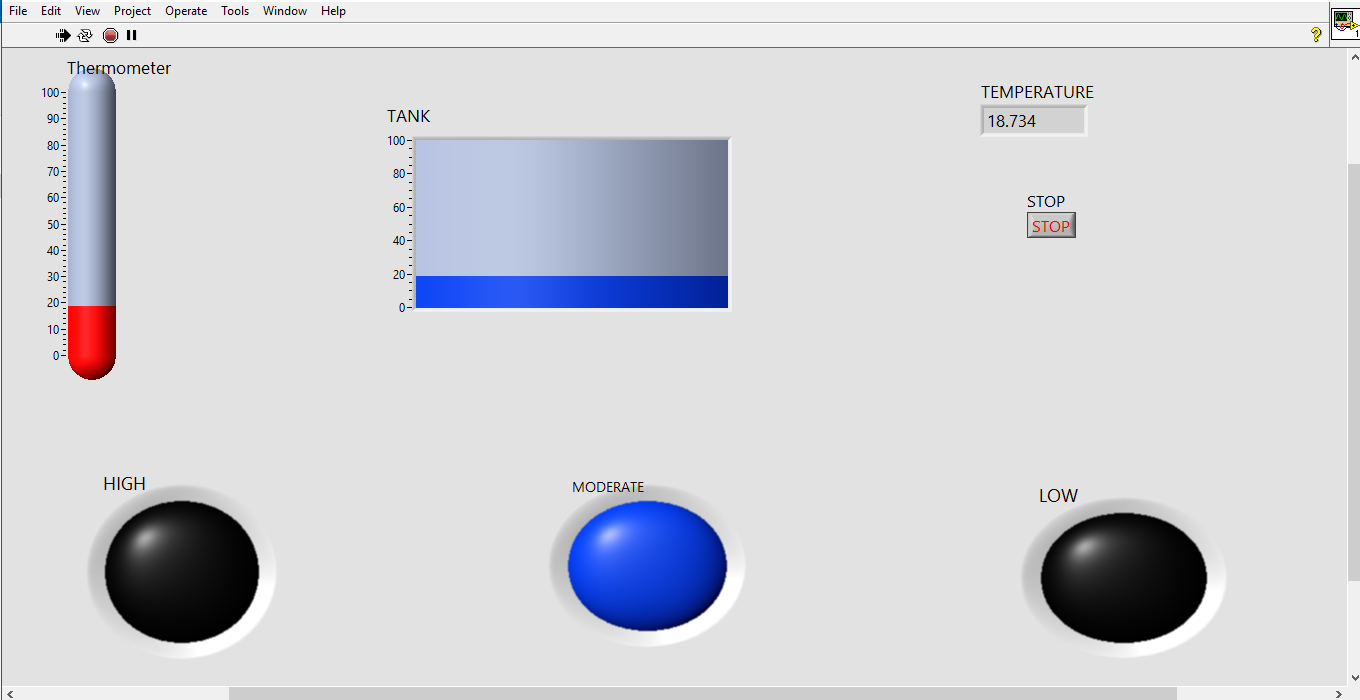 File Edit View Project Operate Tools Window Help
1
Thermometer
100
90
80
70
60
50
40
30
20
10
0
TANK
100
80
60
40
20
0
TEMPERATURE
18.734
STOP
STOP
HIGH
MODERATE
LOW